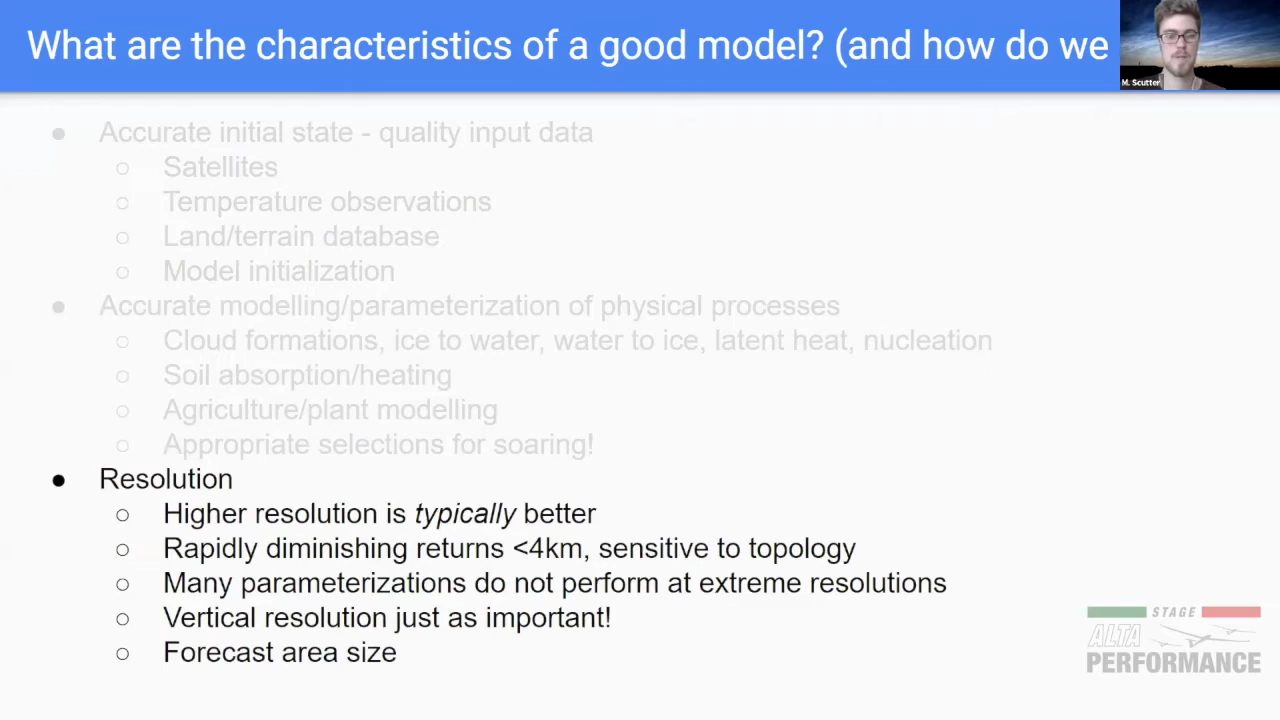 What are the characteristics of a good model? (and how do we
M. Scutter
● Accurate initial state - quality input data
○ Satellites
○ Temperature observations
○ Land/terrain database
○ Model initialization
● Accurate modelling/parameterization of physical processes
○ Cloud formations, ice to water, water to ice, latent heat, nucleation
○ Soil absorption/heating
○ Agriculture/plant modelling
○ Appropriate selections for soaring!
● Resolution
○ Higher resolution is typically better
○ Rapidly diminishing returns <4km, sensitive to topology
○ Many parameterizations do not perform at extreme resolutions
○ Vertical resolution just as important!
○ Forecast area size
STAGE
ALTA
PERFORMANCE